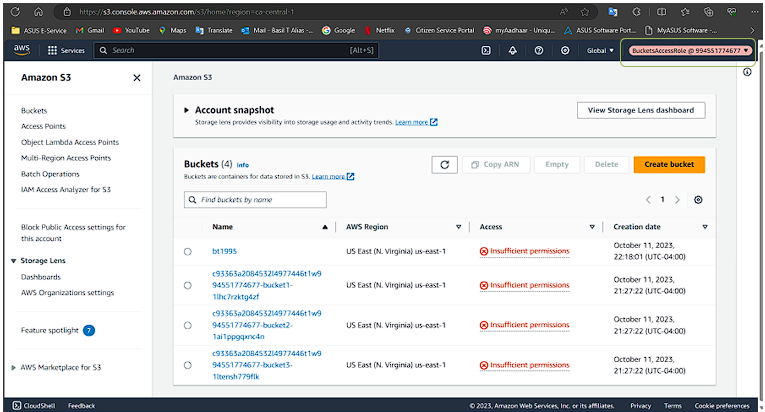 https://s3.console.aws.amazon.com/s3/home?region=ca-central-1
ASUS E-Service
Gmail
YouTube
Maps
Translate
Mail - Basil T Alias -...
Google
Netflix
Citizen Service Portal
myAadhaar - Uniqu...
ASUS Software Port...
MyASUS Software -...
aws
Services
Search
[Alt+S]
Global
BucketsAccessRole @ 994551774677
Amazon S3
Buckets
Access Points
Object Lambda Access Points
Multi-Region Access Points
Batch Operations
IAM Access Analyzer for S3
Block Public Access settings for
this account
Storage Lens
Dashboards
AWS Organizations settings
Feature spotlight 7
AWS Marketplace for S3
Amazon S3
Account snapshot
Storage lens provides visibility into storage usage and activity trends. Learn more
View Storage Lens dashboard
Buckets (4) Info
Buckets are containers for data stored in S3. Learn more
Copy ARN
Empty
Delete
Create bucket
Find buckets by name
1
Name
AWS Region
Access
Creation date
bt1995
US East (N. Virginia) us-east-1
Insufficient permissions
October 11, 2023,
22:18:01 (UTC-04:00)
c93363a2084532l4977446t1w9
94551774677-bucket1-
1lhc7rzktg4zf
US East (N. Virginia) us-east-1
Insufficient permissions
October 11, 2023,
21:27:22 (UTC-04:00)
c93363a2084532l4977446t1w9
94551774677-bucket2-
1ai1ppgqxnc4n
US East (N. Virginia) us-east-1
Insufficient permissions
October 11, 2023,
21:27:22 (UTC-04:00)
c93363a2084532l4977446t1w9
94551774677-bucket3-
1ltensh779flk
US East (N. Virginia) us-east-1
Insufficient permissions
October 11, 2023,
21:27:22 (UTC-04:00)
CloudShell
Feedback
© 2023, Amazon Web Services, Inc. or its affiliates.
Privacy
Terms
Cookie preferences